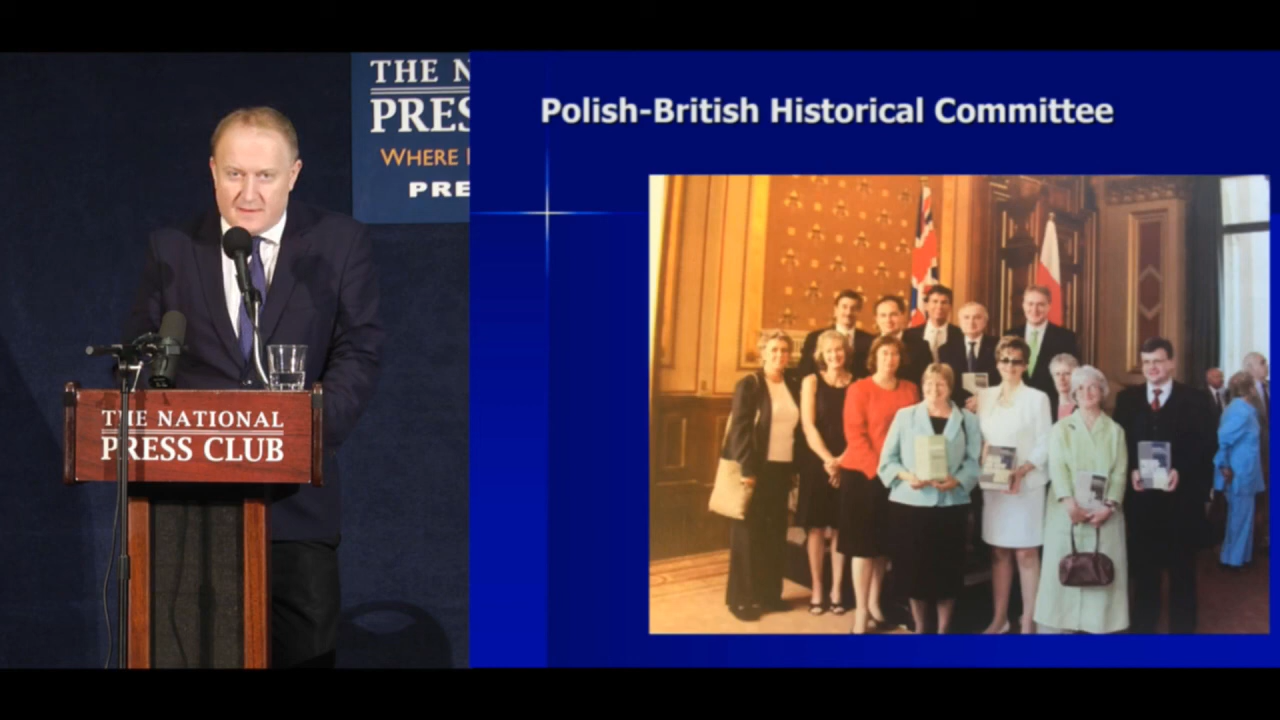 THE N
PRES
WHERE
PRE
THE NATIONAL
PRESS CLUB
Polish-British Historical Committee